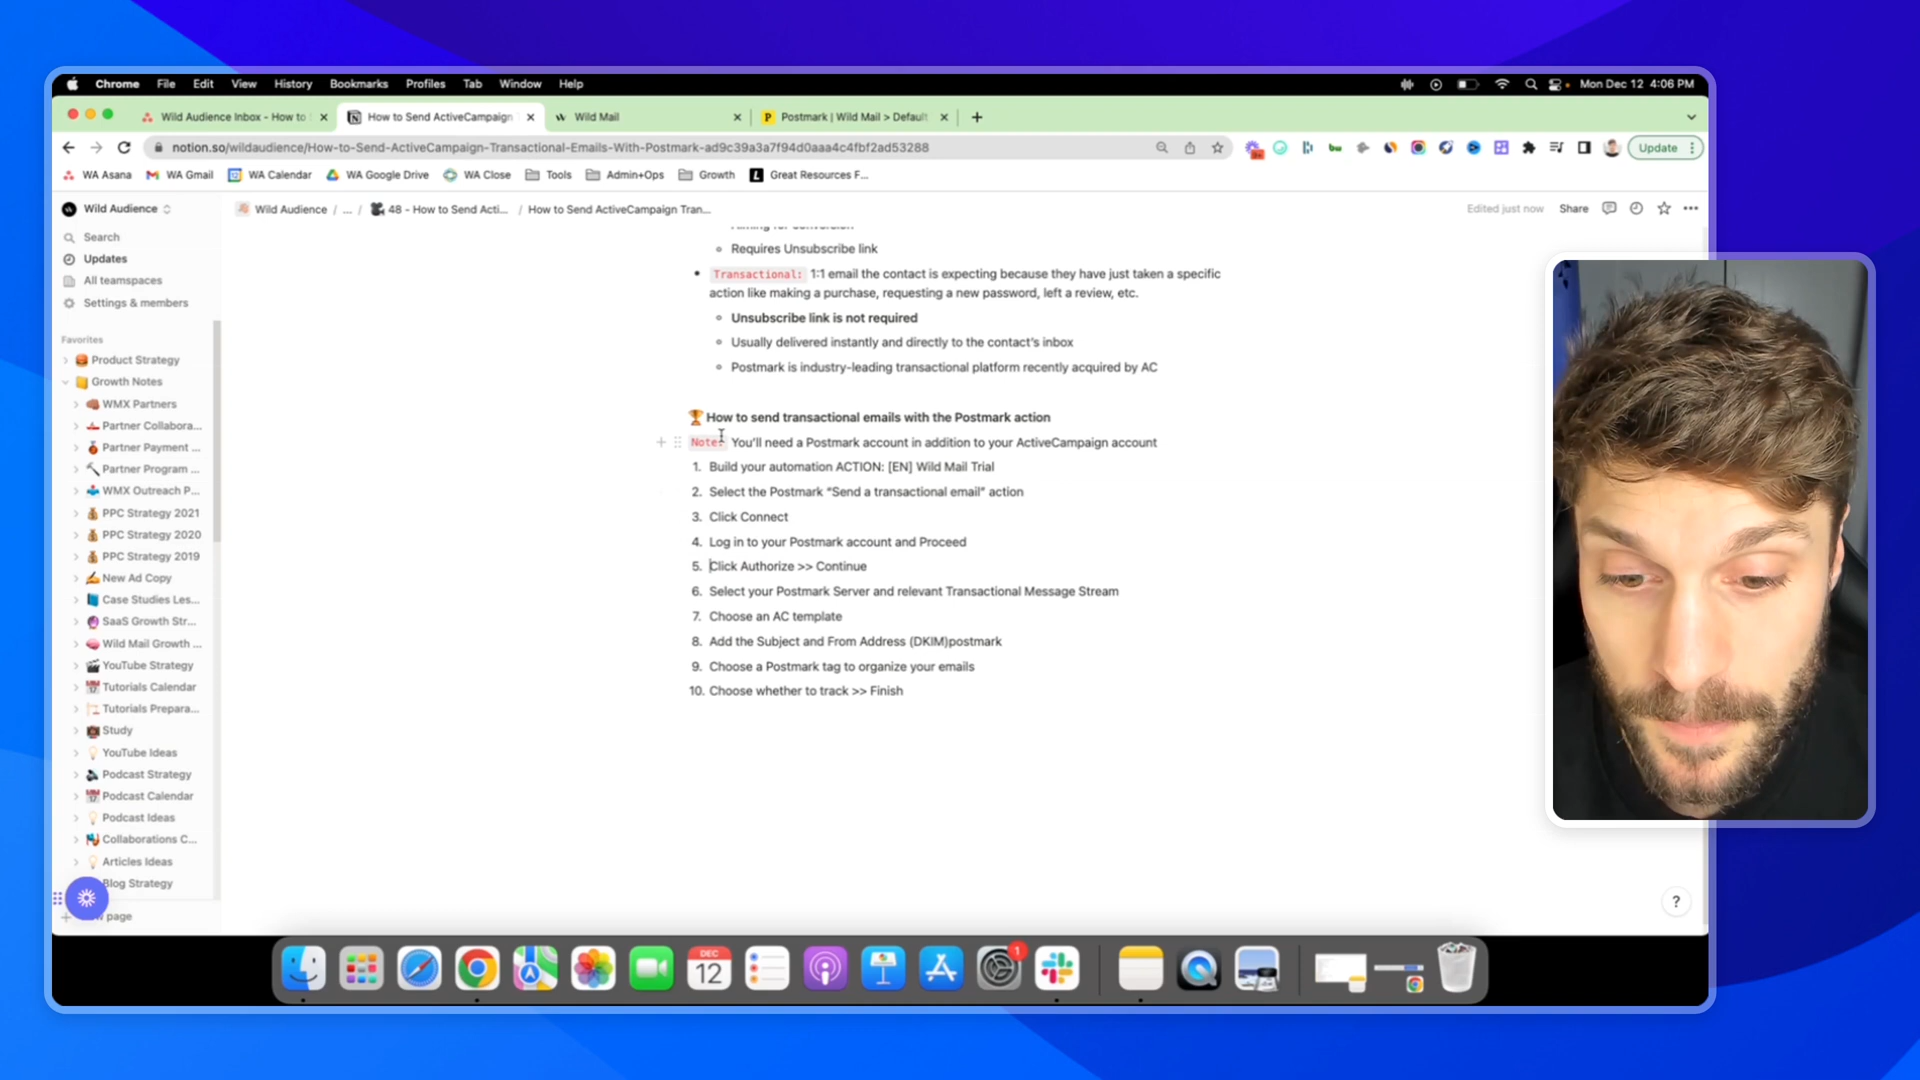 Chrome File Edit View History Bookmarks Profiles Tab Window Help Mon Dec 12 4:06 PM
Wild Audience Inbox - How to How to Send ActiveCampaign Wild Mail Postmark | Wild Mail > Default
notion.so/wildaudience/How-to-Send-ActiveCampaign-Transactional-Emails-With-Postmark-ad9c39a3a7f94d0aaa4c4fbf2ad53288 Update
WA Asana WA Gmail WA Calendar WA Google Drive WA Close Tools Admin+Ops Growth Great Resources F...
Wild Audience
Wild Audience / ... / 48 - How to Send Acti... / How to Send ActiveCampaign Tran... Edited just now Share
Search
Updates
All teamspaces
Settings & members
Favorites
Product Strategy
Growth Notes
WMX Partners
Partner Collabora...
Partner Payment ...
Partner Program ...
WMX Outreach P...
PPC Strategy 2021
PPC Strategy 2020
PPC Strategy 2019
New Ad Copy
Case Studies Les...
SaaS Growth Str...
Wild Mail Growth ...
YouTube Strategy
Tutorials Calendar
Tutorials Prepara...
Study
YouTube Ideas
Podcast Strategy
Podcast Calendar
Podcast Ideas
Collaborations C...
Articles Ideas
Blog Strategy
page
Requires Unsubscribe link
Transactional: 1:1 email the contact is expecting because they have just taken a specific
action like making a purchase, requesting a new password, left a review, etc.
Unsubscribe link is not required
Usually delivered instantly and directly to the contact's inbox
Postmark is industry-leading transactional platform recently acquired by AC
How to send transactional emails with the Postmark action
Note: You'll need a Postmark account in addition to your ActiveCampaign account
1. Build your automation ACTION: [EN] Wild Mail Trial
2. Select the Postmark "Send a transactional email" action
3. Click Connect
4. Log in to your Postmark account and Proceed
5. Click Authorize >> Continue
6. Select your Postmark Server and relevant Transactional Message Stream
7. Choose an AC template
8. Add the Subject and From Address (DKIM)postmark
9. Choose a Postmark tag to organize your emails
10. Choose whether to track >> Finish
?
DEC
12
1